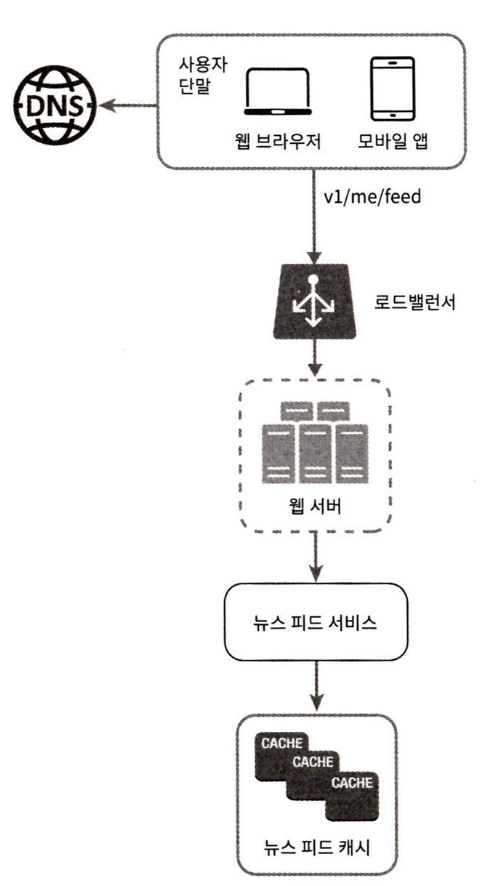 사용자
단말
DNS
웹 브라우저
모바일 앱
v1/me/feed
로드밸런서
웹 서버
뉴스 피드 서비스
CACHE
CACHE
CACHE
뉴스 피드 캐시